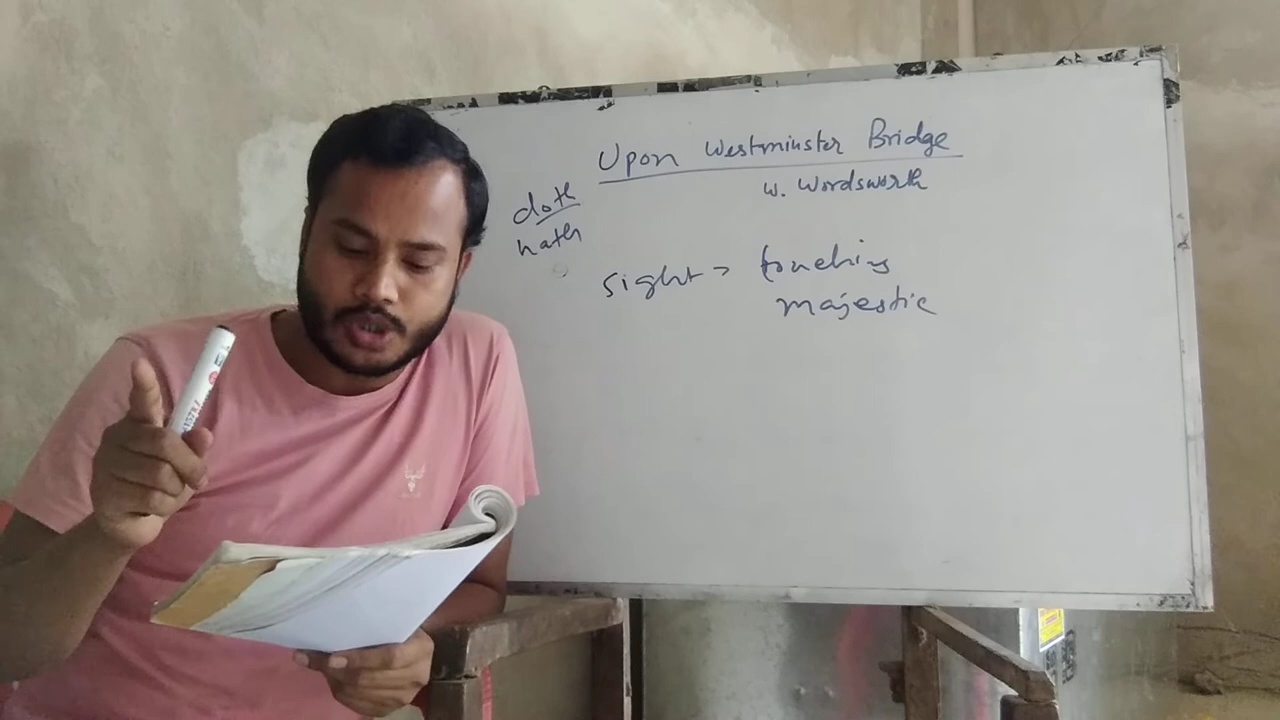 Upon Westminster Bridge
W. Wordsworth
doth
hath
sight > touching
majestic